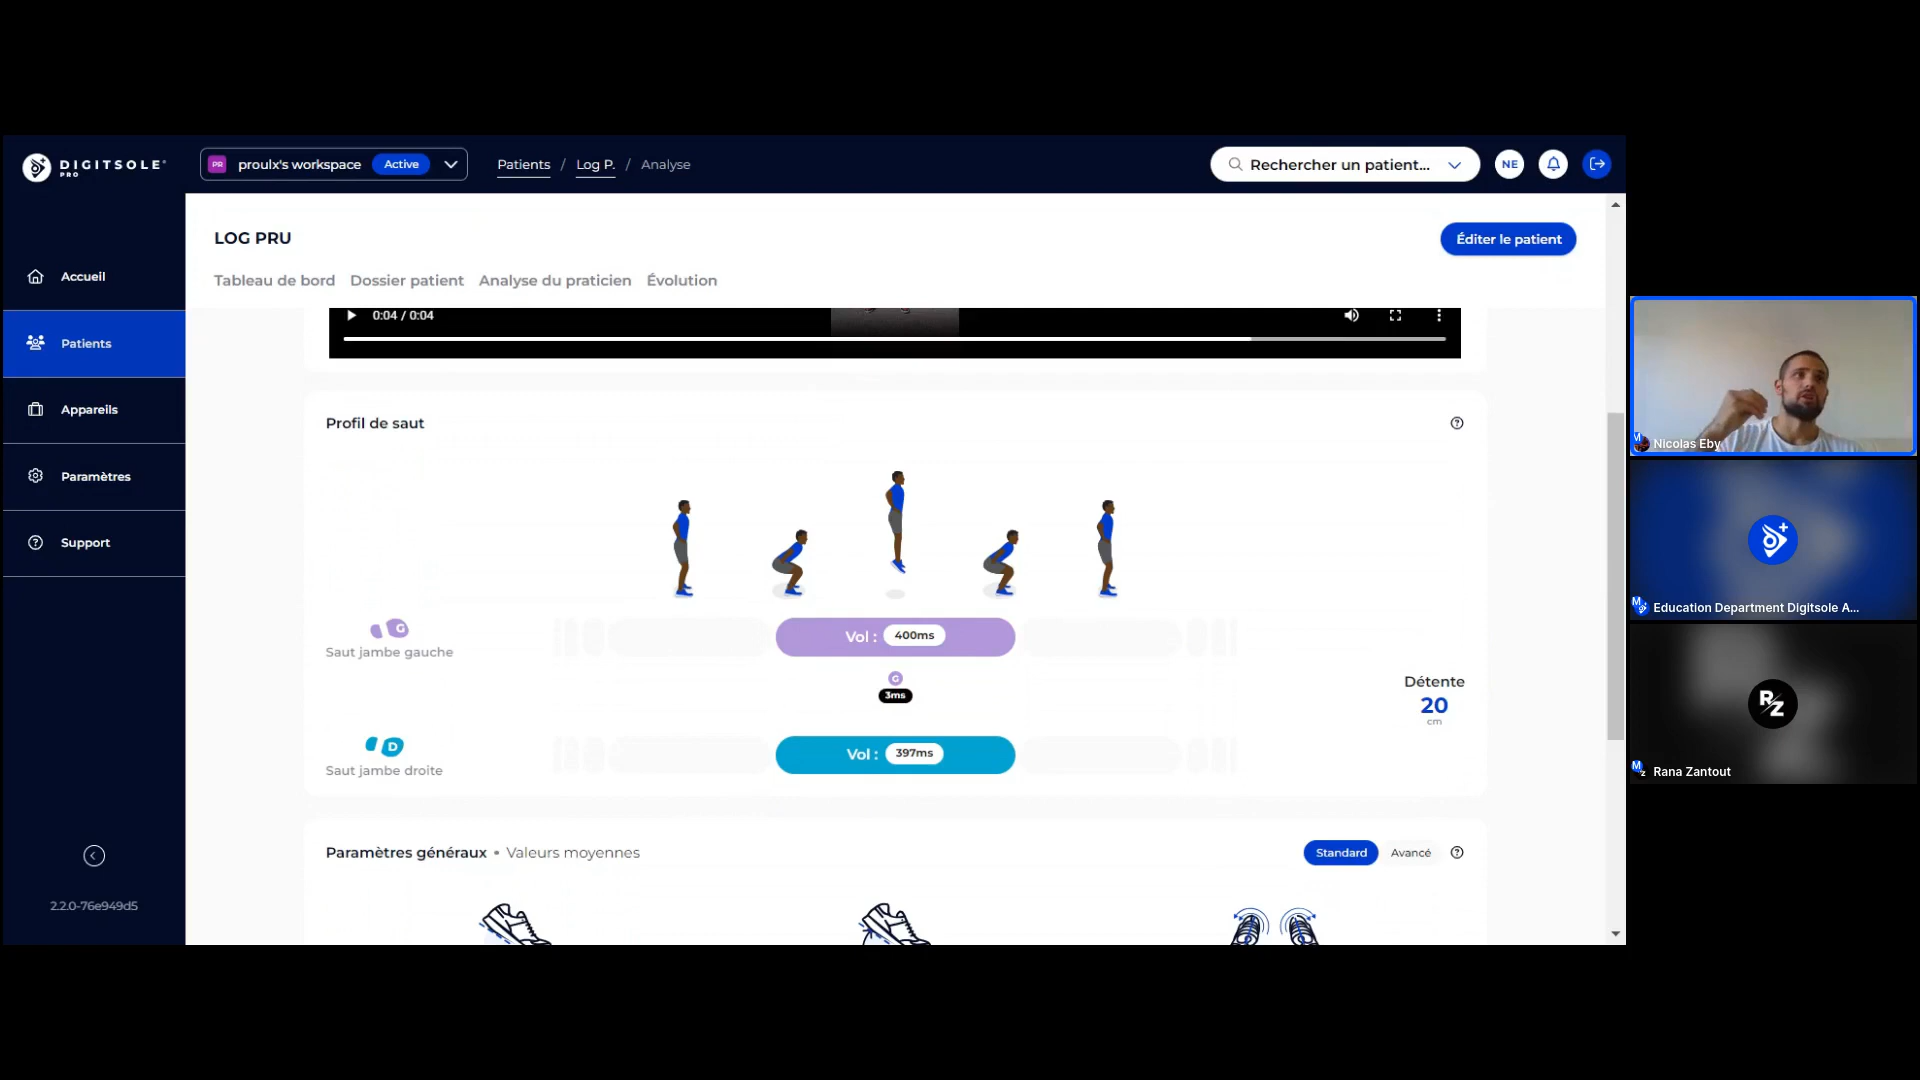 DIGITSOLE
PRO
PR proulx's workspace Active
Patients / Log P. / Analyse
Rechercher un patient...
NE
LOG PRU
Éditer le patient
Tableau de bord Dossier patient Analyse du praticien Évolution
Accueil
Patients
Appareils
Paramètres
Support
2.2.0-76e949d5
0:04 / 0:04
Profil de saut
G
Saut jambe gauche
Vol : 400ms
G
3ms
Détente
20
cm
D
Saut jambe droite
Vol : 397ms
Paramètres généraux • Valeurs moyennes
Standard Avancé
Nicolas Eby
Education Department Digitsole A...
RZ
Rana Zantout